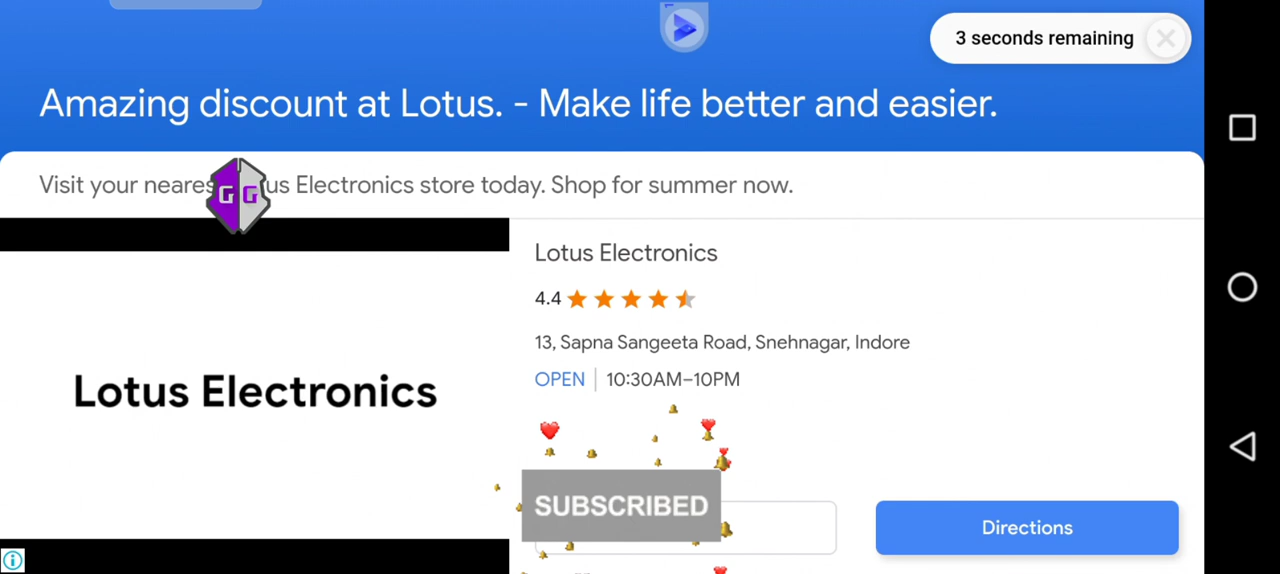 3 seconds remaining
Amazing discount at Lotus. - Make life better and easier.
Visit your neares us Electronics store today. Shop for summer now.
GG
Lotus Electronics
4.4
13, Sapna Sangeeta Road, Snehnagar, Indore
OPEN | 10:30AM–10PM
Lotus Electronics
SUBSCRIBED
Directions